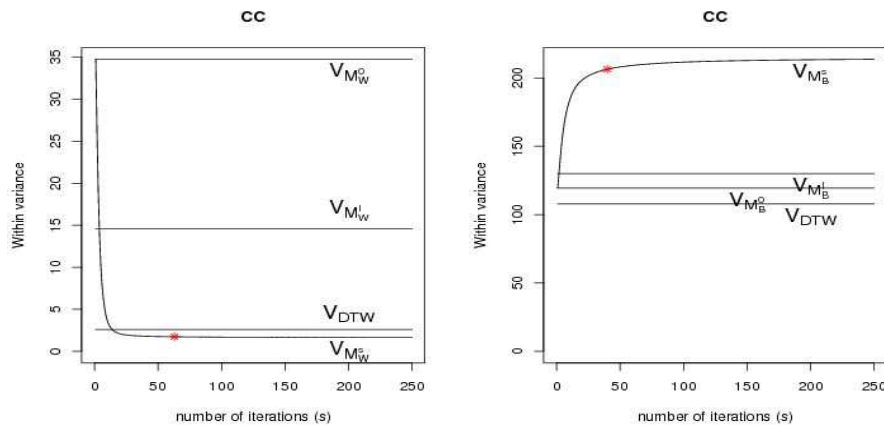 CC
Within variance
35
30
25
20
15
10
5
0
V_{M_W^o}
V_{M_W^I}
V_{DTW}
V_{M_W^s}
0 50 100 150 200 250
number of iterations (s)
CC
Within variance
200
150
100
50
0
V_{M_B^s}
V_{M_B^I}
V_{M_B^o}
V_{DTW}
0 50 100 150 200 250
number of iterations (s)